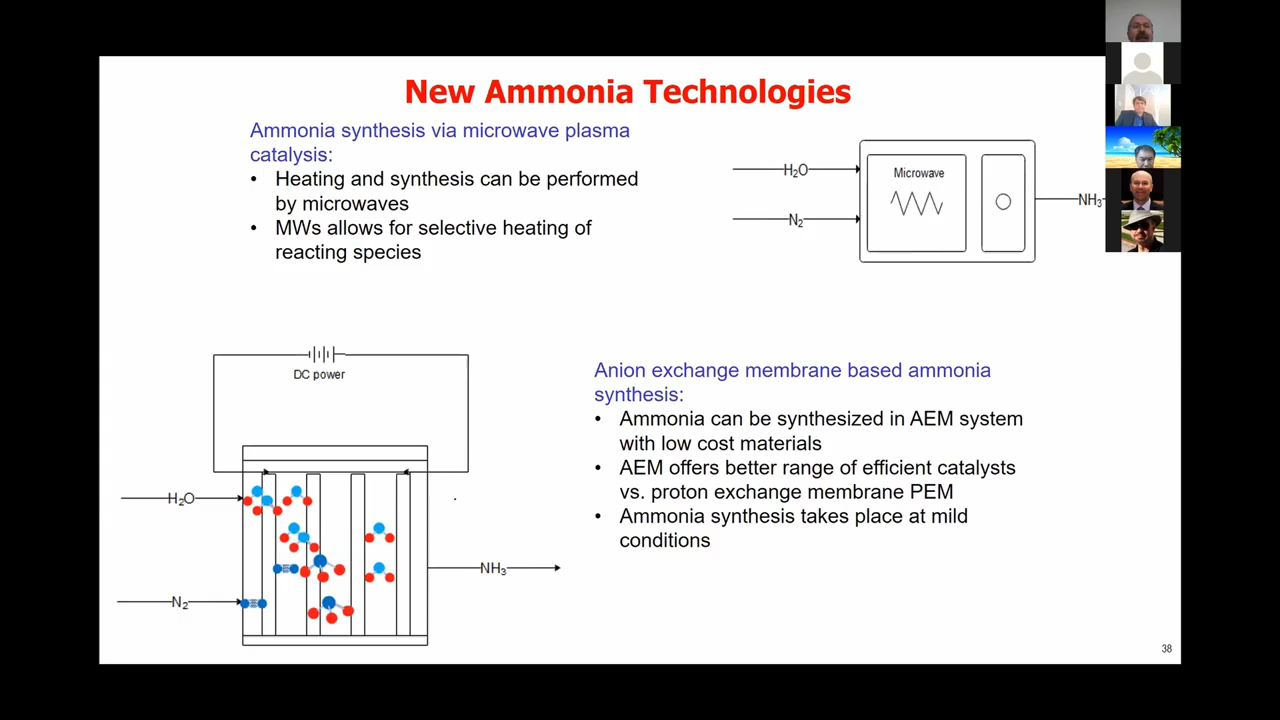 New Ammonia Technologies
Ammonia synthesis via microwave plasma
catalysis:
• Heating and synthesis can be performed
by microwaves
• MWs allows for selective heating of
reacting species
H₂O
N₂
Microwave
NH₃
DC power
H₂O
N₂
NH₃
Anion exchange membrane based ammonia
synthesis:
• Ammonia can be synthesized in AEM system
with low cost materials
• AEM offers better range of efficient catalysts
vs. proton exchange membrane PEM
• Ammonia synthesis takes place at mild
conditions
38